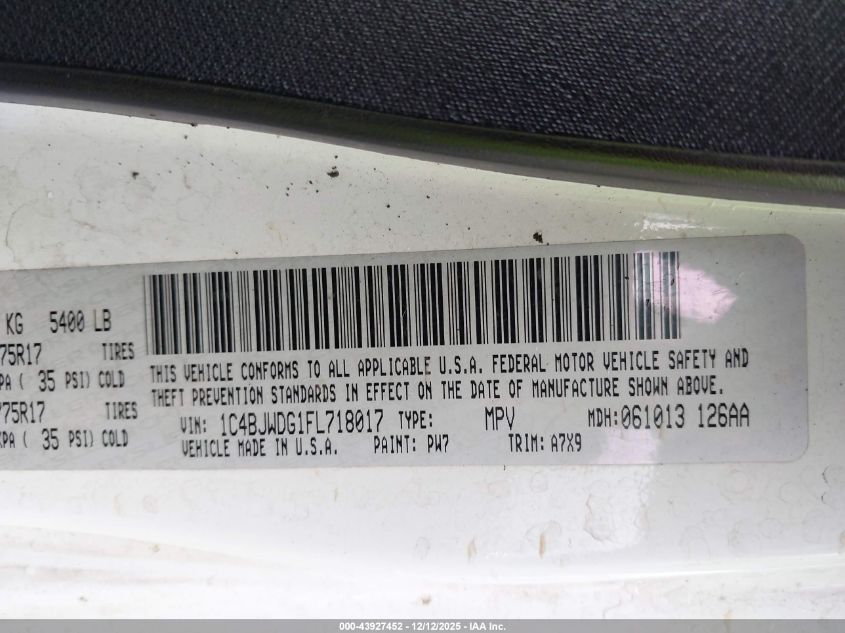 KG 5400 LB
75R17 TIRES
PA ( 35 PSI) COLD
75R17 TIRES
KPA ( 35 PSI) COLD
THIS VEHICLE CONFORMS TO ALL APPLICABLE U.S.A. FEDERAL MOTOR VEHICLE SAFETY AND
THEFT PREVENTION STANDARDS IN EFFECT ON THE DATE OF MANUFACTURE SHOWN ABOVE.
VIN: 1C4BJWDG1FL718017 TYPE: MPV MDH:061013 126AA
VEHICLE MADE IN U.S.A. PAINT: PW7 TRIM: A7X9
000-43927452 - 12/12/2025 - IAA Inc.